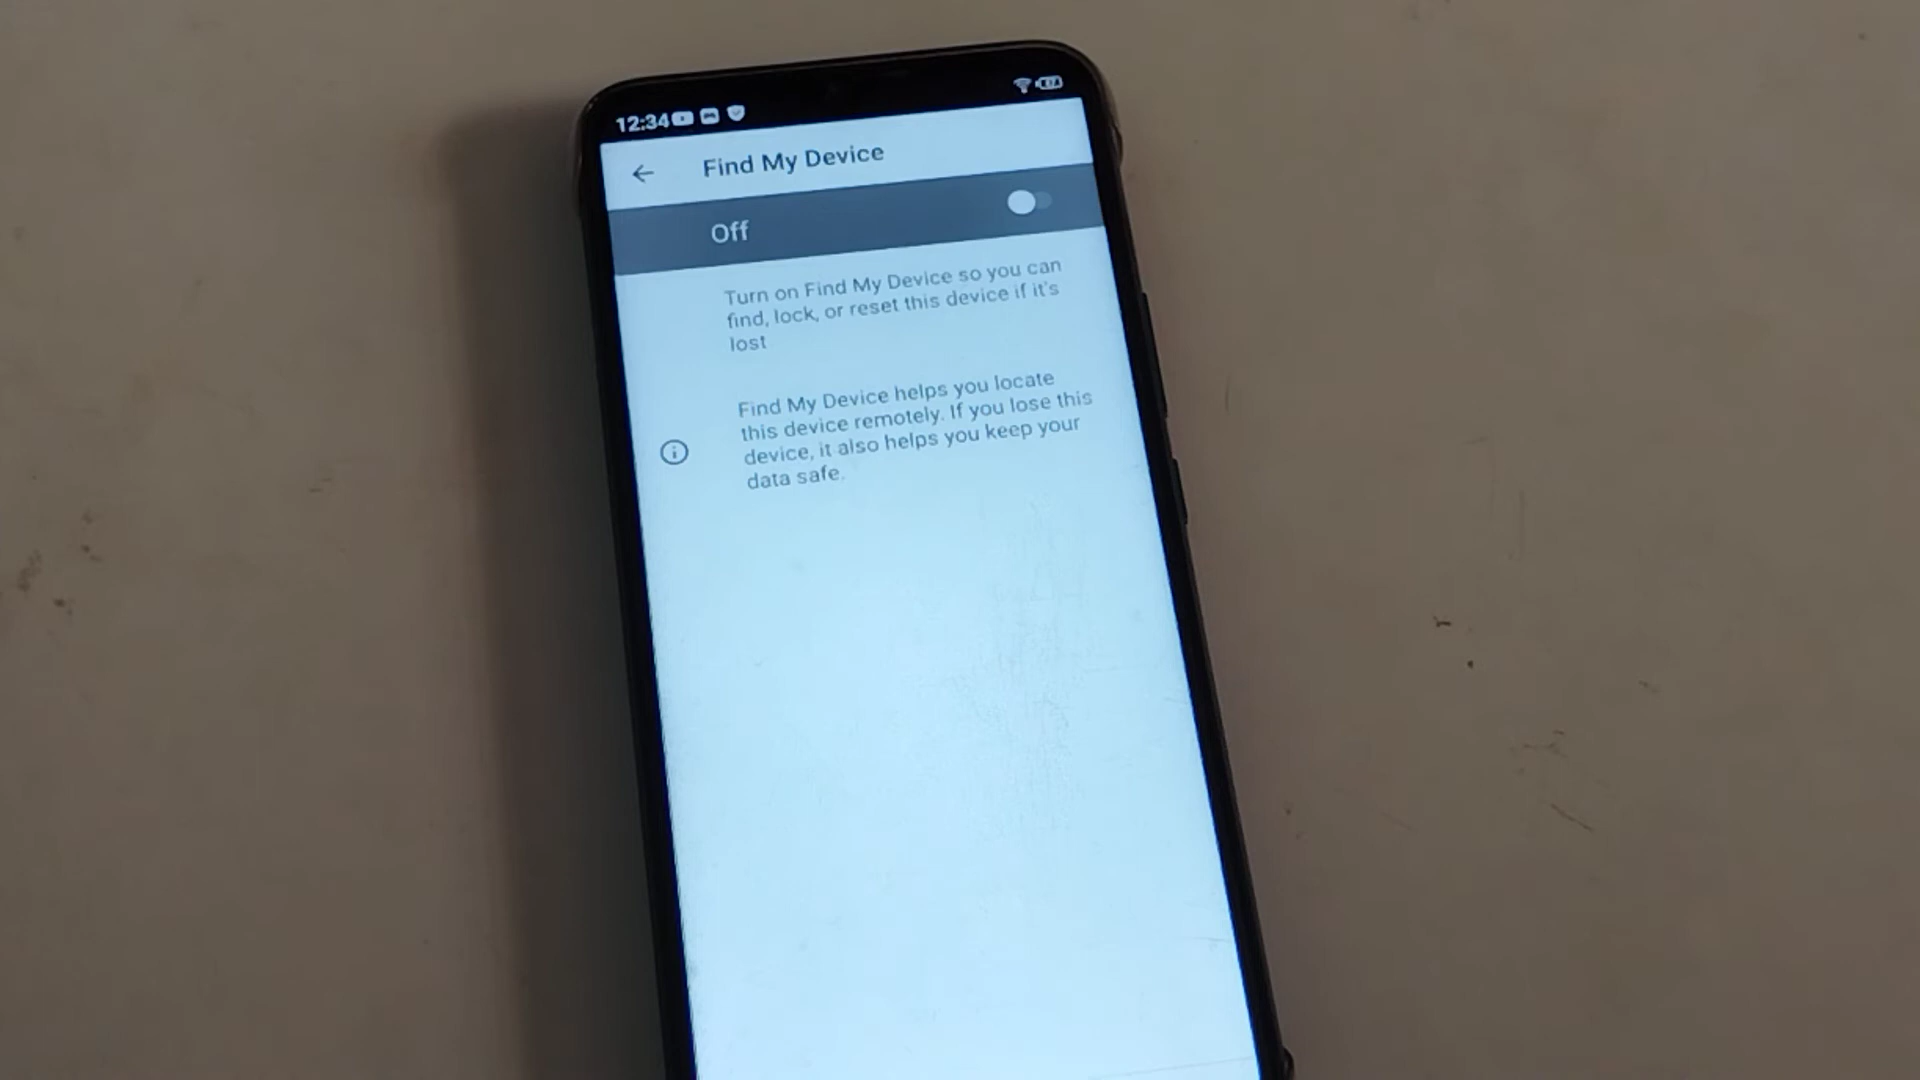 12:34
Find My Device
Off
Turn on Find My Device so you can
find, lock, or reset this device if it's
lost
Find My Device helps you locate
this device remotely. If you lose this
device, it also helps you keep your
data safe.